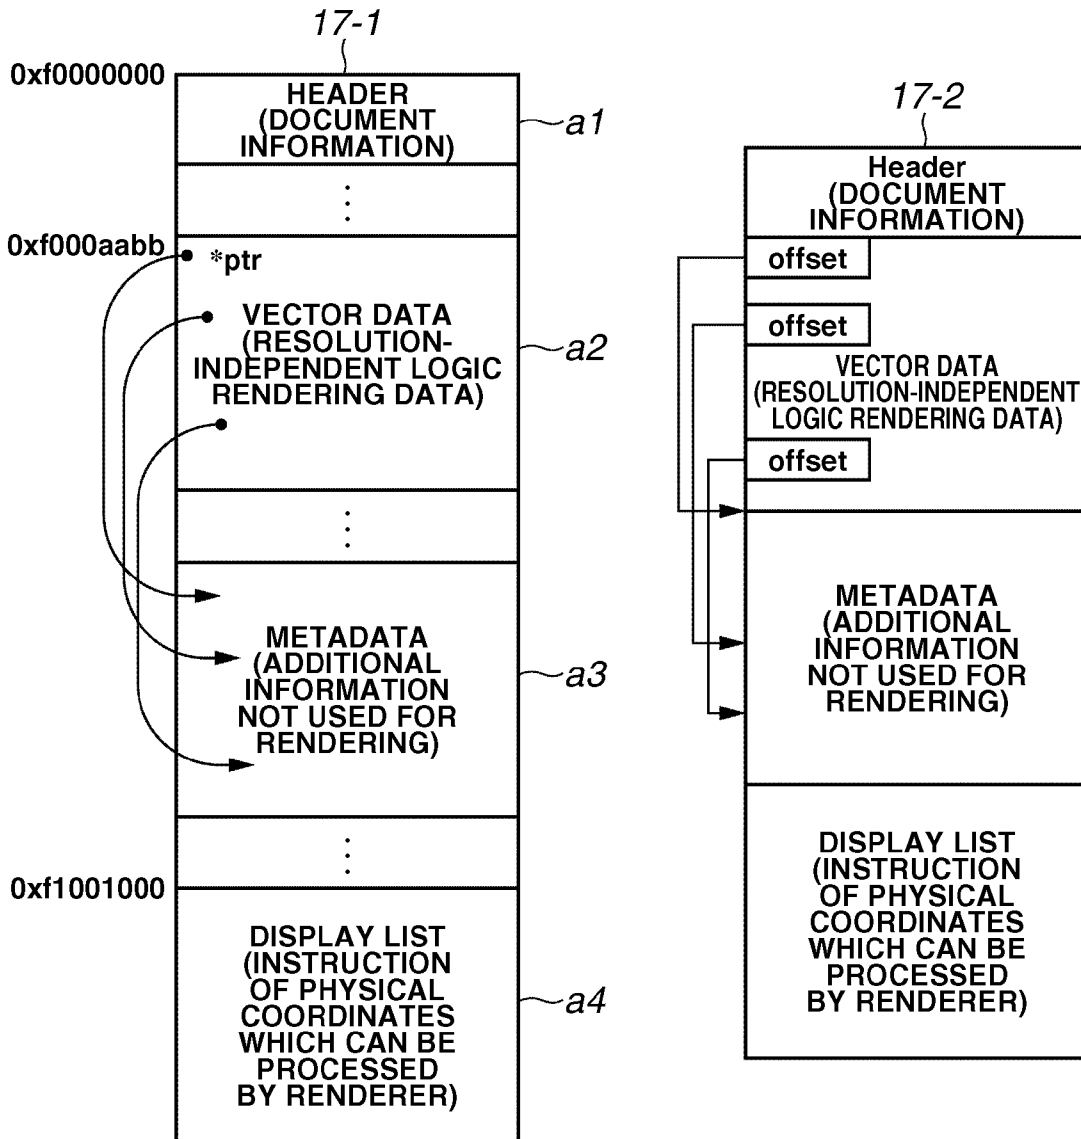 17-1
0xf0000000
HEADER
(DOCUMENT
INFORMATION)
a1
⋮
0xf000aabb
*ptr
VECTOR DATA
(RESOLUTION-
INDEPENDENT LOGIC
RENDERING DATA)
a2
⋮
METADATA
(ADDITIONAL
INFORMATION
NOT USED FOR
RENDERING)
a3
⋮
0xf1001000
DISPLAY LIST
(INSTRUCTION
OF PHYSICAL
COORDINATES
WHICH CAN BE
PROCESSED
BY RENDERER)
a4
17-2
Header
(DOCUMENT
INFORMATION)
offset
offset
VECTOR DATA
(RESOLUTION-INDEPENDENT
LOGIC RENDERING DATA)
offset
METADATA
(ADDITIONAL
INFORMATION
NOT USED FOR
RENDERING)
DISPLAY LIST
(INSTRUCTION
OF PHYSICAL
COORDINATES
WHICH CAN BE
PROCESSED
BY RENDERER)